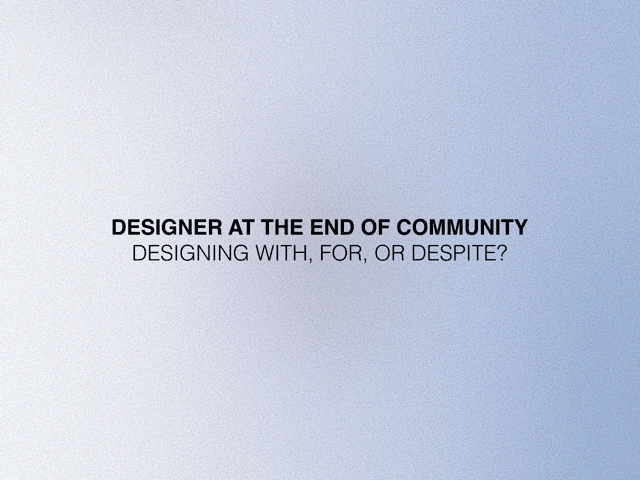 DESIGNER AT THE END OF COMMUNITY
DESIGNING WITH, FOR, OR DESPITE?